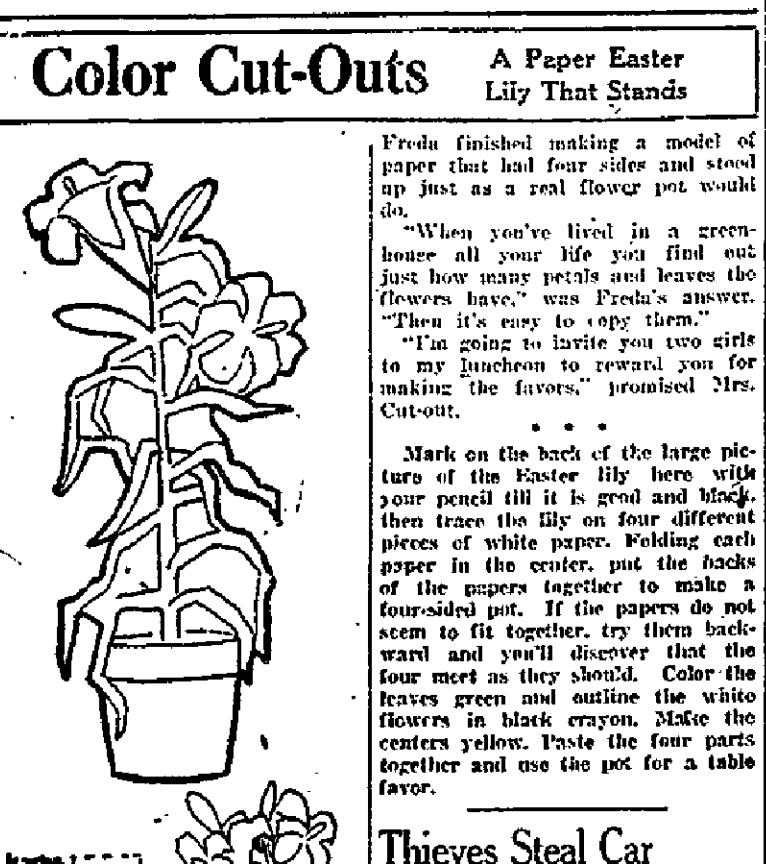 Color Cut-Outs
A Paper Easter
Lily That Stands
Freda finished making a model of
paper that had four sides and stood
up just as a real flower pot would
do.
"When you've lived in a green-
house all your life you find out
just how many petals and leaves the
flowers have," was Freda's answer.
"Then it's easy to copy them."
"I'm going to invite you two girls
to my luncheon to reward you for
making the favors," promised Mrs.
Cut-out.
* * *
Mark on the back of the large pic-
ture of the Easter lily here with
your pencil till it is good and black,
then trace the lily on four different
pieces of white paper. Folding each
paper in the center, put the backs
of the papers together to make a
four-sided pot. If the papers do not
seem to fit together, try them back-
ward and you'll discover that the
four meet as they should. Color the
leaves green and outline the white
flowers in black crayon. Make the
centers yellow. Paste the four parts
together and use the pot for a table
favor.
Thieves Steal Car